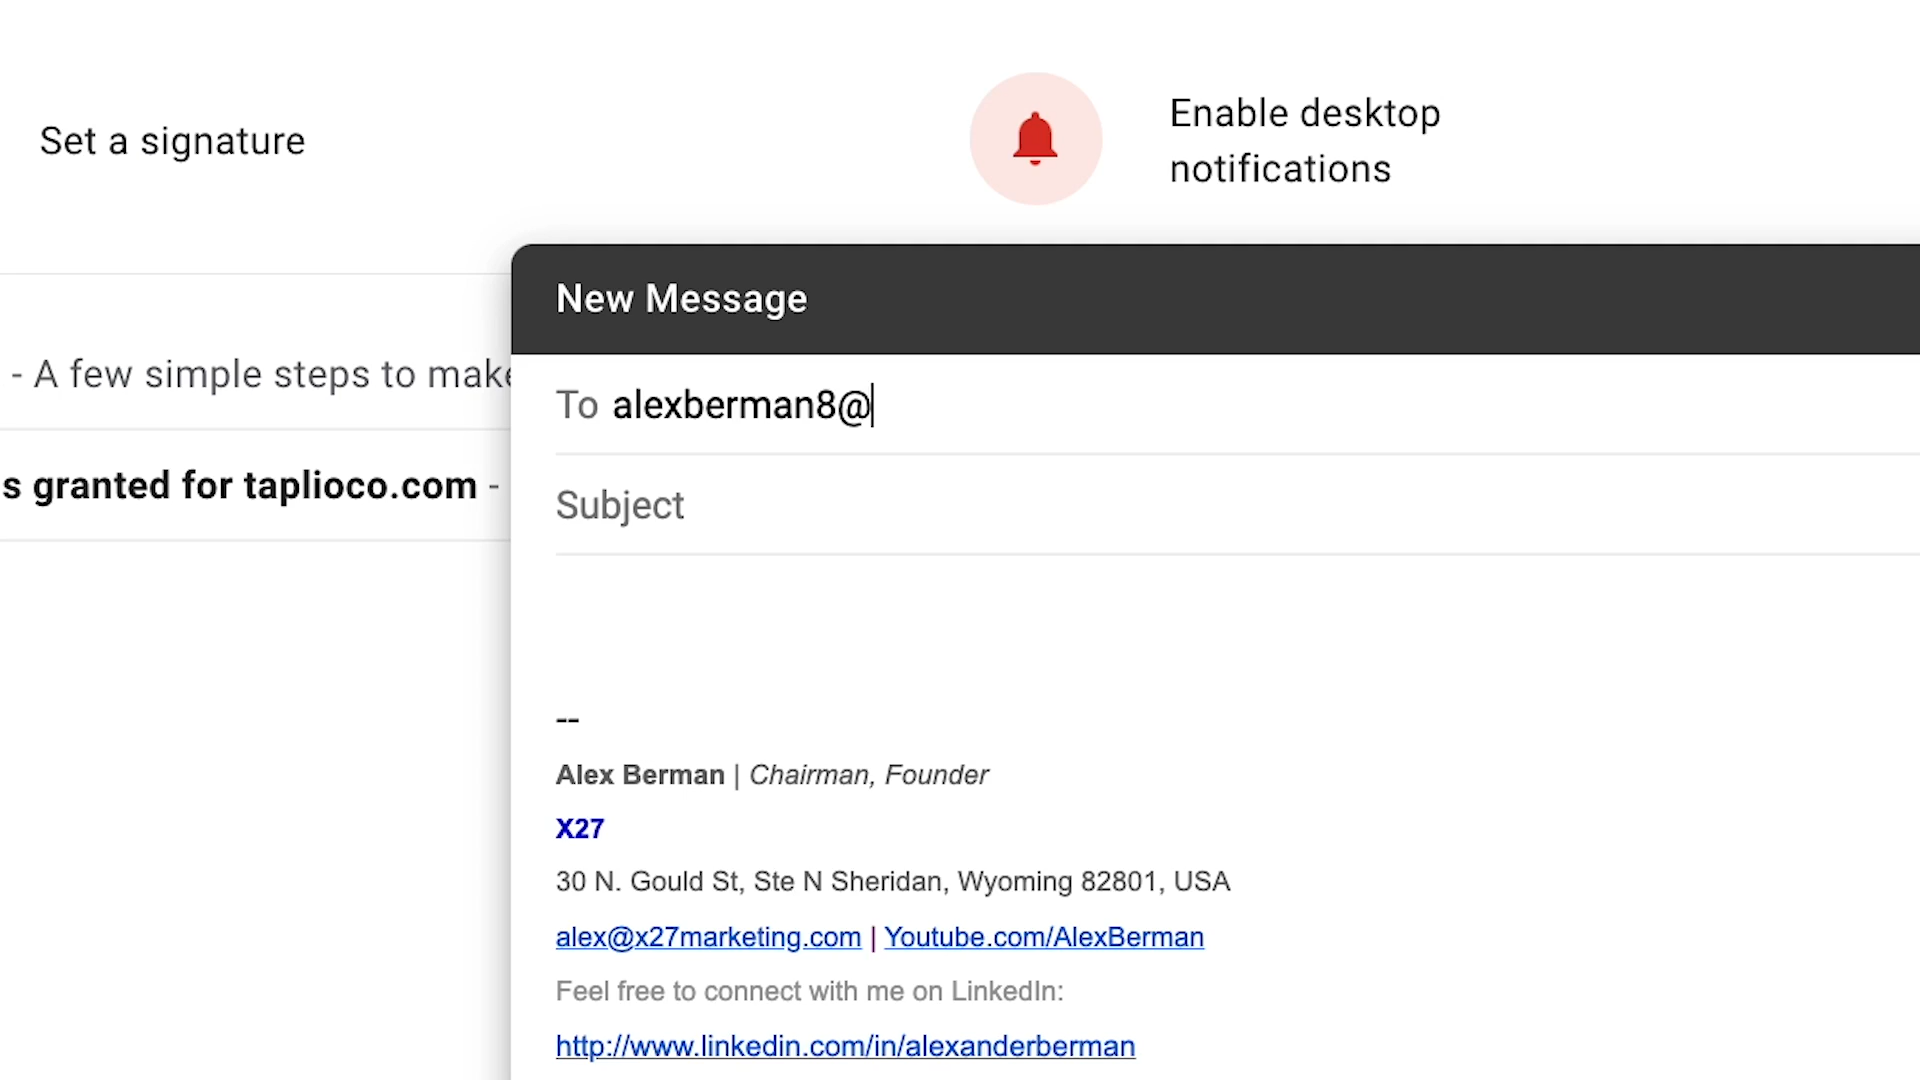 Set a signature
Enable desktop
notifications
New Message
- A few simple steps to make
To alexberman8@
s granted for taplioco.com -
Subject
--
Alex Berman | Chairman, Founder
X27
30 N. Gould St, Ste N Sheridan, Wyoming 82801, USA
alex@x27marketing.com | Youtube.com/AlexBerman
Feel free to connect with me on LinkedIn:
http://www.linkedin.com/in/alexanderberman